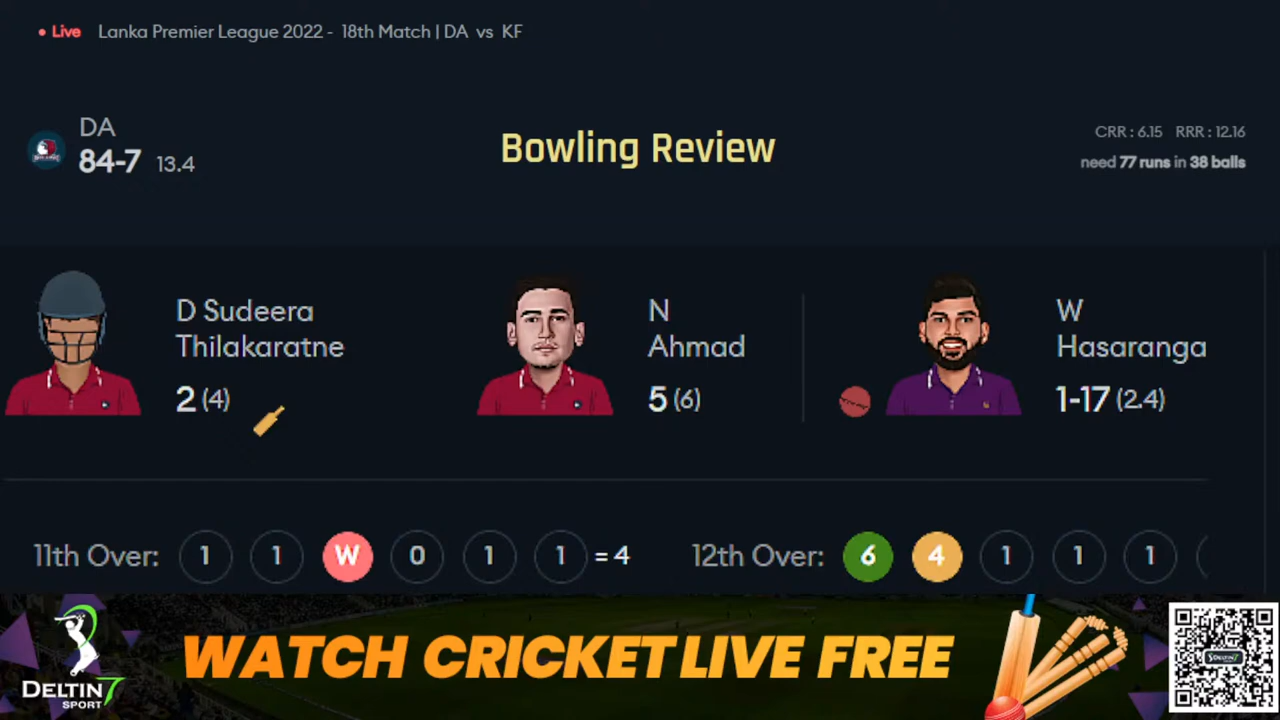 Live Lanka Premier League 2022 - 18th Match | DA vs KF
DA
84-7 13.4
Bowling Review
CRR : 6.15 RRR : 12.16
need 77 runs in 38 balls
D Sudeera
Thilakaratne
2 (4)
N
Ahmad
5 (6)
W
Hasaranga
1-17 (2.4)
11th Over: 1 1 W 0 1 1 = 4
12th Over: 6 4 1 1 1
WATCH CRICKET LIVE FREE
DELTIN7
SPORT